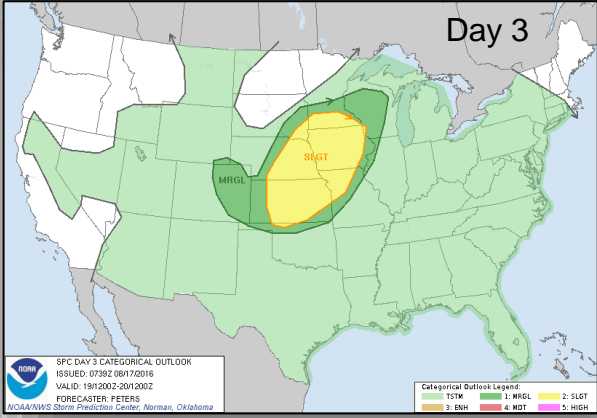 Day 3
SLGT
MRGL
SPC DAY 3 CATEGORICAL OUTLOOK
ISSUED: 0739Z 08/17/2016
VALID: 19/1200Z-20/1200Z
FORECASTER: PETERS
NOAA/NWS Storm Prediction Center, Norman, Oklahoma
NOAA
Categorical Outlook Legend:
TSTM 1: MRGL 2: SLGT
3: ENH 4: MDT 5: HIGH